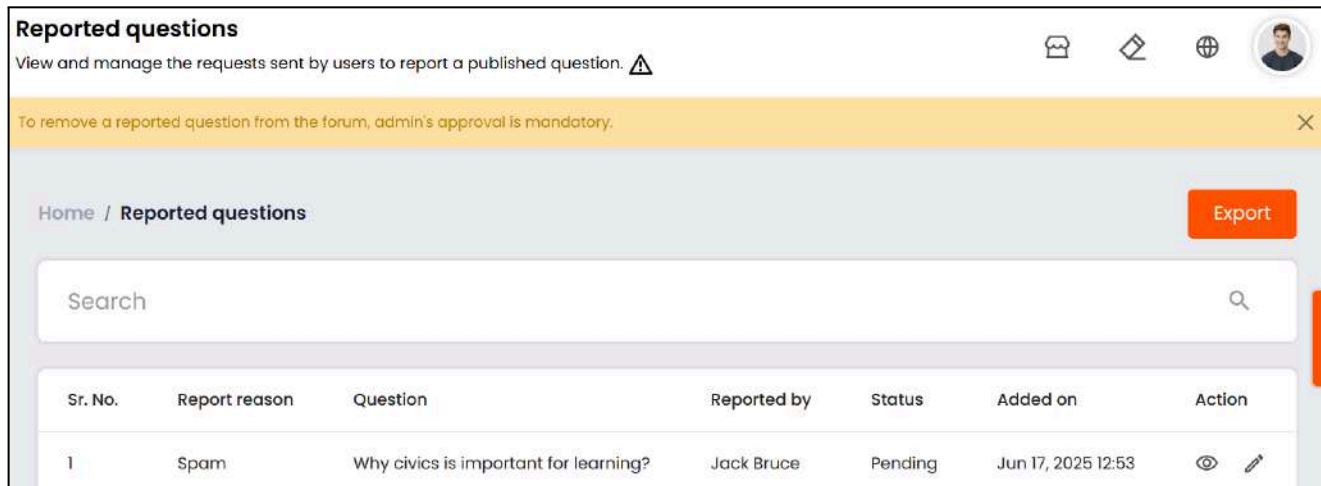 Reported questions
View and manage the requests sent by users to report a published question.
To remove a reported question from the forum, admin's approval is mandatory.
Home / Reported questions
Export
Search
Sr. No. Report reason Question Reported by Status Added on Action
1 Spam Why civics is important for learning? Jack Bruce Pending Jun 17, 2025 12:53